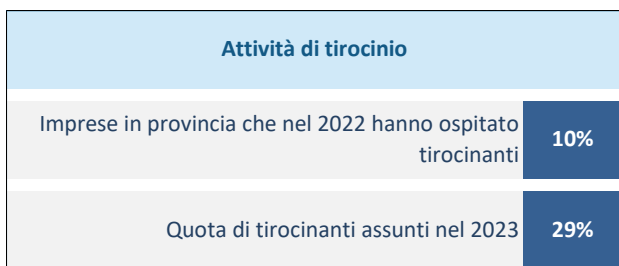 Attività di tirocinio
Imprese in provincia che nel 2022 hanno ospitato
tirocinanti
10%
Quota di tirocinanti assunti nel 2023
29%